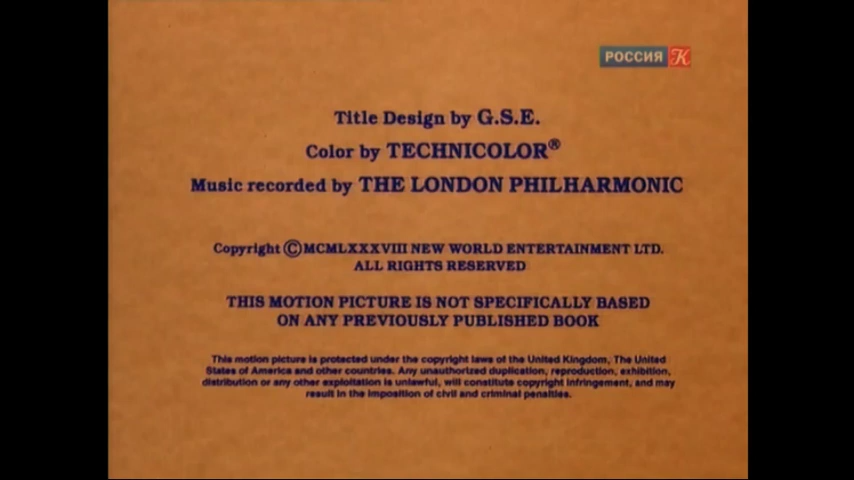 РОССИЯ К
Title Design by G.S.E.
Color by TECHNICOLOR®
Music recorded by THE LONDON PHILHARMONIC
Copyright ©MCMLXXXVIII NEW WORLD ENTERTAINMENT LTD.
ALL RIGHTS RESERVED
THIS MOTION PICTURE IS NOT SPECIFICALLY BASED
ON ANY PREVIOUSLY PUBLISHED BOOK
This motion picture is protected under the copyright laws of the United Kingdom, The United
States of America and other countries. Any unauthorized duplication, reproduction, exhibition,
distribution or any other exploitation is unlawful, will constitute copyright infringement, and may
result in the imposition of civil and criminal penalties.